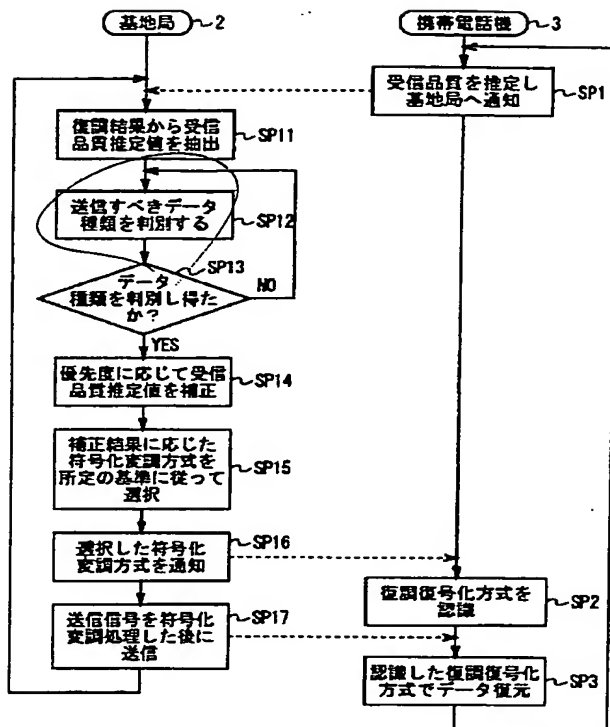 基地局
2
携帯電話機
3
受信品質を推定し
基地局へ通知
SP1
復調結果から受信
品質推定値を抽出
SP11
送信すべきデータ
種類を判別する
SP12
SP13
データ
種類を判別し得た
か?
NO
YES
優先度に応じて受信
品質推定値を補正
SP14
補正結果に応じた
符号化変調方式を
所定の基準に従って
選択
SP15
選択した符号化
変調方式を通知
SP16
復調復号化方式を
認識
SP2
送信信号を符号化
変調処理した後に
送信
SP17
認識した復調復号化
方式でデータ復元
SP3